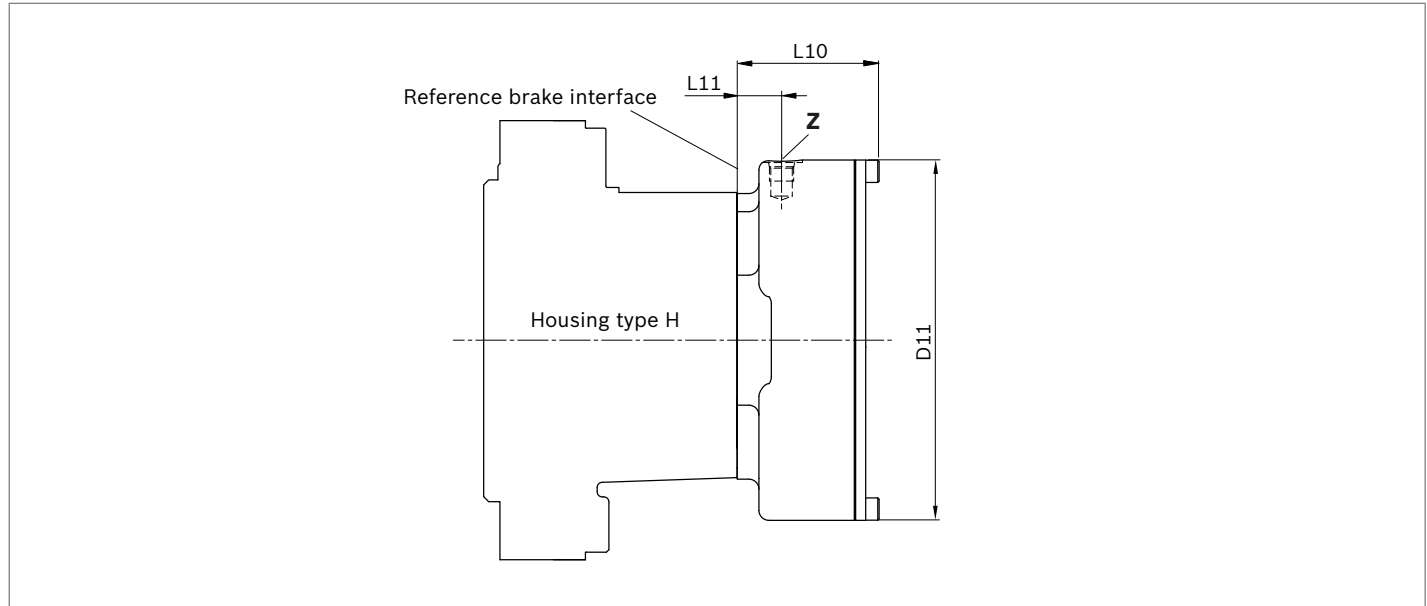 L10
L11
Reference brake interface
Z
Housing type H
D11